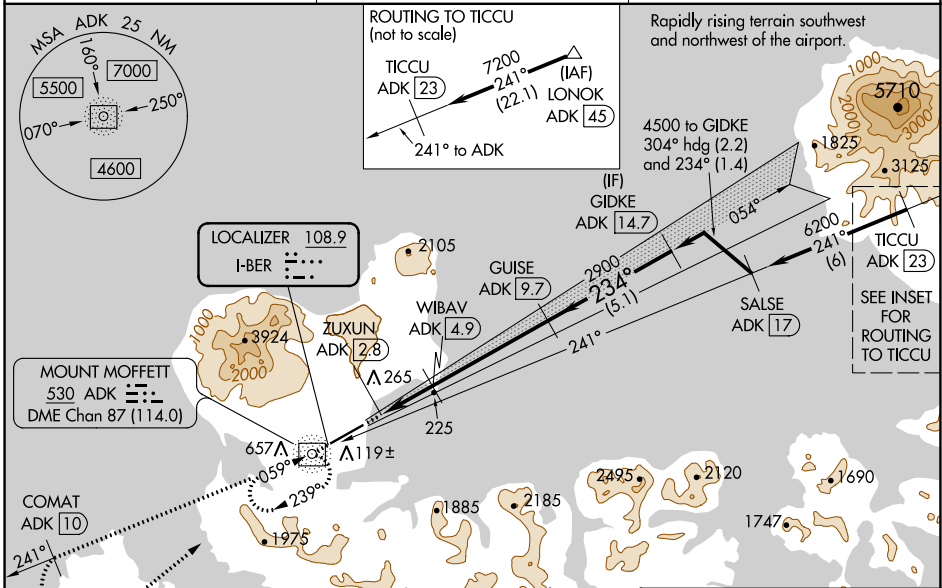 MSA ADK 25 NM
160°
5500
7000
250°
070°
4600
ROUTING TO TICCU
(not to scale)
TICCU
ADK 23
7200
241°
(22.1)
(IAF)
LONOK
ADK 45
241° to ADK
Rapidly rising terrain southwest
and northwest of the airport.
1000
2000
5710
3000
1825
3125
4500 to GIDKE
304° hdg (2.2)
and 234° (1.4)
(IF)
GIDKE
ADK 14.7
054°
6200
241°
(6)
TICCU
ADK 23
SEE INSET
FOR
ROUTING
TO TICCU
SALSE
ADK 17
LOCALIZER 108.9
I-BER
2105
2900
234°
(5.1)
GUISE
ADK 9.7
241°
WIBAV
ADK 4.9
ZUXUN
ADK 2.8
1000
3924
2000
265
225
MOUNT MOFFETT
530 ADK
DME Chan 87 (114.0)
657
119±
059°
239°
COMAT
ADK 10
241°
1975
1885
2185
2495
2120
1690
1747